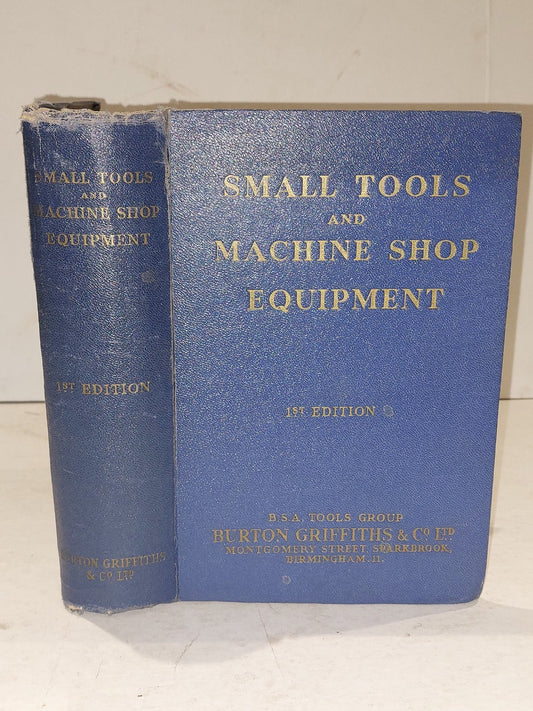 SMALL TOOLS
AND
MACHINE SHOP
EQUIPMENT
1ST EDITION
BURTON GRIFFITHS
& CO. LTD
SMALL TOOLS
AND
MACHINE SHOP
EQUIPMENT
1ST EDITION
B.S.A. TOOLS GROUP
BURTON GRIFFITHS & CO. LTD
MONTGOMERY STREET, SPARKBROOK,
BIRMINGHAM. 11.